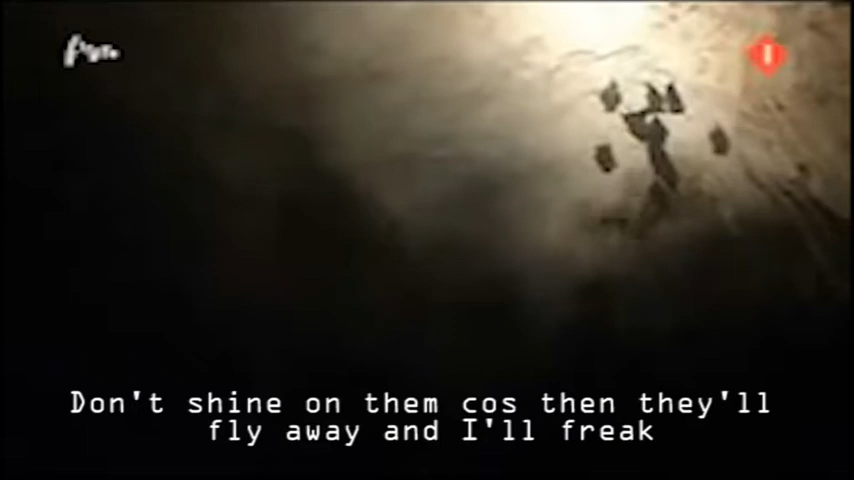 Don't shine on them cos then they'll
fly away and I'll freak